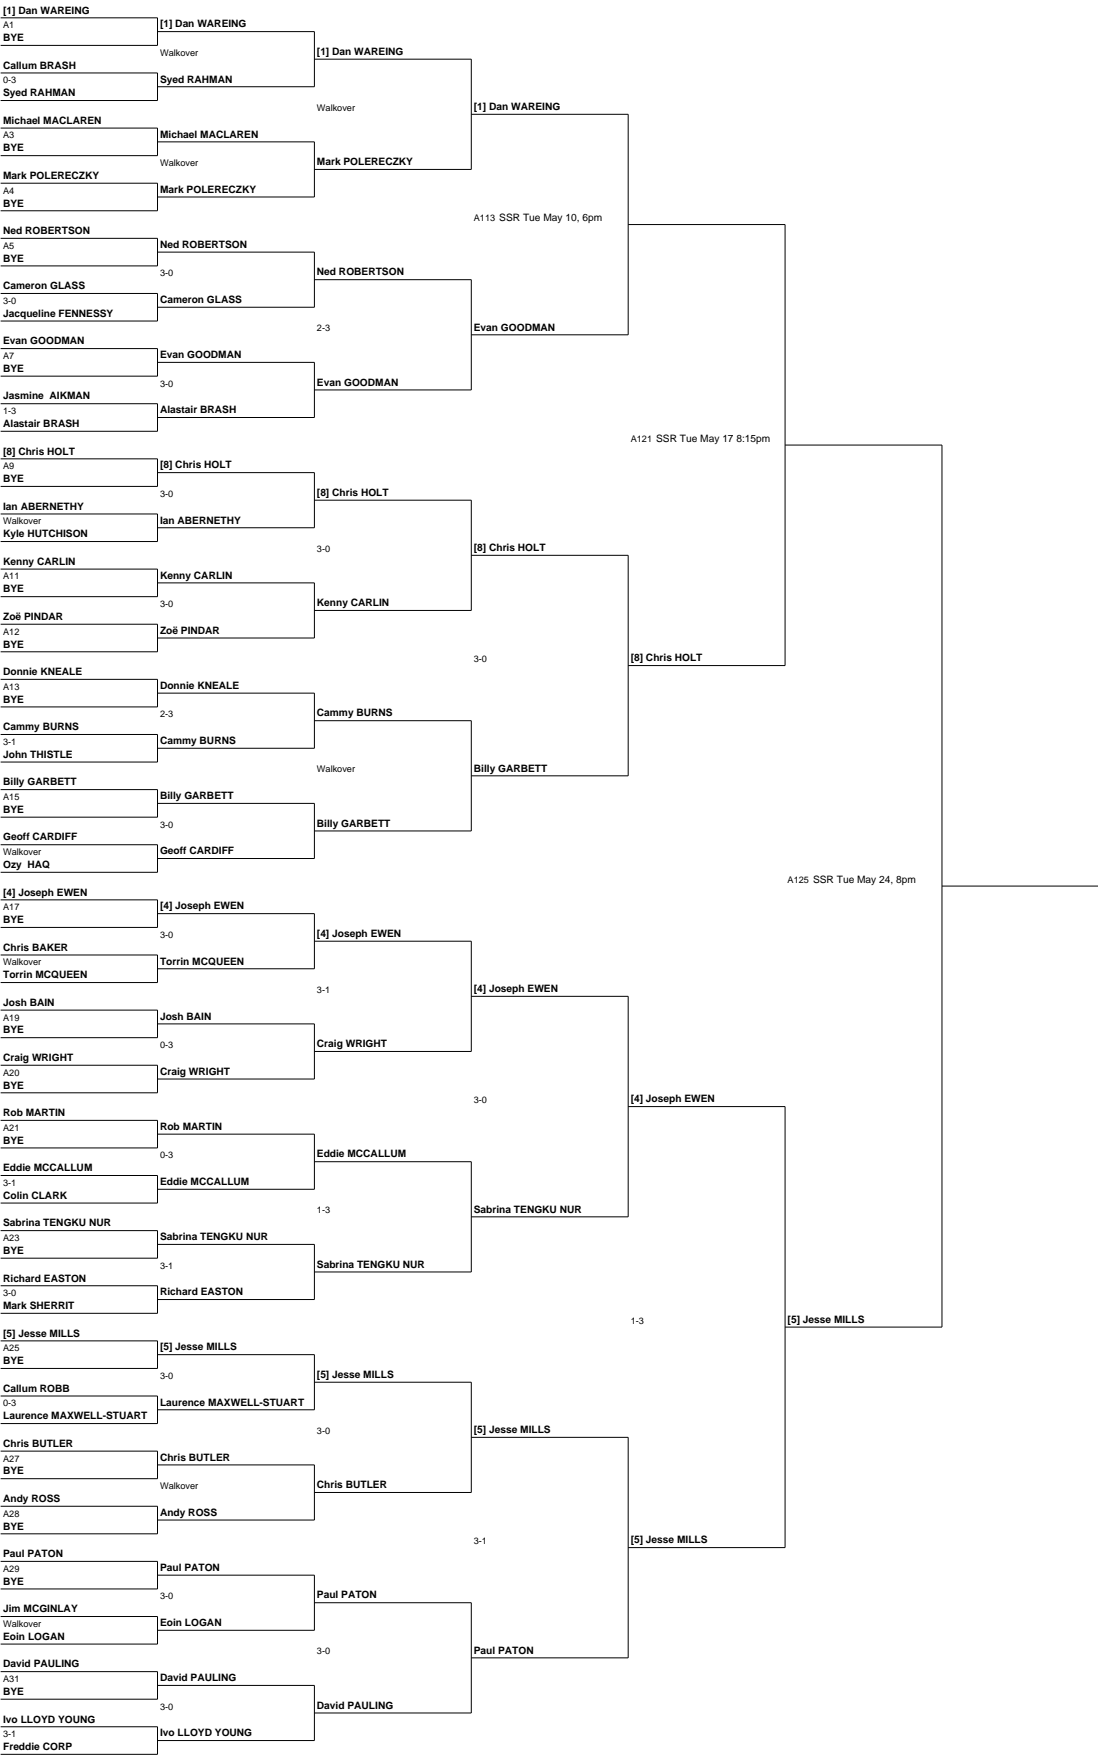 [1] Dan WAREING
A1
BYE
[1] Dan WAREING
Walkover
[1] Dan WAREING
Callum BRASH
0-3
Syed RAHMAN
Syed RAHMAN
Walkover
[1] Dan WAREING
Michael MACLAREN
A3
BYE
Michael MACLAREN
Walkover
Mark POLERECZKY
Mark POLERECZKY
A4
BYE
Mark POLERECZKY
A113 SSR Tue May 10, 6pm
Ned ROBERTSON
A5
BYE
Ned ROBERTSON
3-0
Ned ROBERTSON
Cameron GLASS
3-0
Jacqueline FENNESSY
Cameron GLASS
2-3
Evan GOODMAN
Evan GOODMAN
A7
BYE
Evan GOODMAN
3-0
Evan GOODMAN
Jasmine AIKMAN
1-3
Alastair BRASH
Alastair BRASH
A121 SSR Tue May 17 8:15pm
[8] Chris HOLT
A9
BYE
[8] Chris HOLT
3-0
[8] Chris HOLT
Ian ABERNETHY
Walkover
Kyle HUTCHISON
Ian ABERNETHY
3-0
[8] Chris HOLT
Kenny CARLIN
A11
BYE
Kenny CARLIN
3-0
Kenny CARLIN
Zoë PINDAR
A12
BYE
Zoë PINDAR
3-0
[8] Chris HOLT
Donnie KNEALE
A13
BYE
Donnie KNEALE
2-3
Cammy BURNS
Cammy BURNS
3-1
John THISTLE
Cammy BURNS
Walkover
Billy GARBETT
Billy GARBETT
A15
BYE
Billy GARBETT
3-0
Billy GARBETT
Geoff CARDIFF
Walkover
Ozy HAQ
Geoff CARDIFF
A125 SSR Tue May 24, 8pm
[4] Joseph EWEN
A17
BYE
[4] Joseph EWEN
3-0
[4] Joseph EWEN
Chris BAKER
Walkover
Torrin MCQUEEN
Torrin MCQUEEN
3-1
[4] Joseph EWEN
Josh BAIN
A19
BYE
Josh BAIN
0-3
Craig WRIGHT
Craig WRIGHT
A20
BYE
Craig WRIGHT
3-0
[4] Joseph EWEN
Rob MARTIN
A21
BYE
Rob MARTIN
0-3
Eddie MCCALLUM
Eddie MCCALLUM
3-1
Colin CLARK
Eddie MCCALLUM
1-3
Sabrina TENGKU NUR
Sabrina TENGKU NUR
A23
BYE
Sabrina TENGKU NUR
3-1
Sabrina TENGKU NUR
Richard EASTON
3-0
Mark SHERRIT
Richard EASTON
1-3
[5] Jesse MILLS
[5] Jesse MILLS
A25
BYE
[5] Jesse MILLS
3-0
[5] Jesse MILLS
Callum ROBB
0-3
Laurence MAXWELL-STUART
Laurence MAXWELL-STUART
3-0
[5] Jesse MILLS
Chris BUTLER
A27
BYE
Chris BUTLER
Walkover
Chris BUTLER
Andy ROSS
A28
BYE
Andy ROSS
3-1
[5] Jesse MILLS
Paul PATON
A29
BYE
Paul PATON
3-0
Paul PATON
Jim MCGINLAY
Walkover
Eoin LOGAN
Eoin LOGAN
3-0
Paul PATON
David PAULING
A31
BYE
David PAULING
3-0
David PAULING
Ivo LLOYD YOUNG
3-1
Freddie CORP
Ivo LLOYD YOUNG